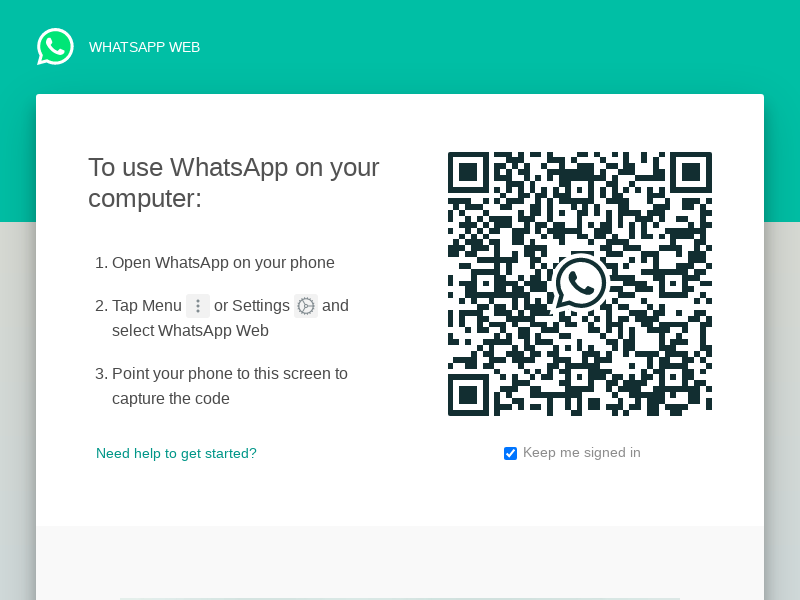 WHATSAPP WEB
To use WhatsApp on your
computer:
1. Open WhatsApp on your phone
2. Tap Menu or Settings and
select WhatsApp Web
3. Point your phone to this screen to
capture the code
Need help to get started?
Keep me signed in